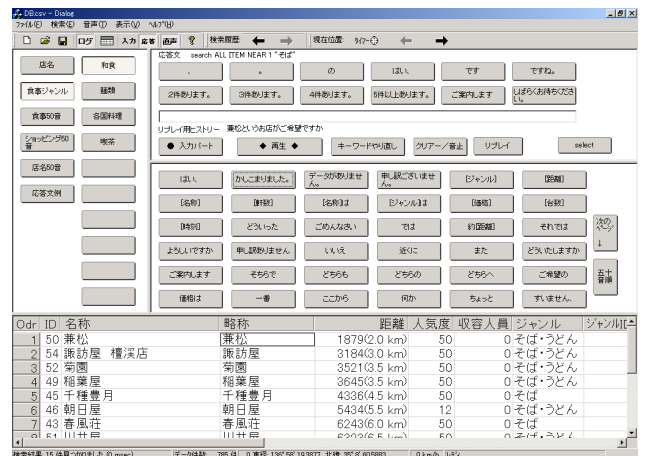 DB.csv - Dialog
ファイル(F) 検索(E) 音声(T) 表示(V) ヘルプ(H)
ログ 入力 応答 音声 検索履歴: 現在位置:
応答文 search ALL ITEM NEAR 1 "そば"
店名 和食 、 。 の はい、 です ですね。
食事ジャンル 麺類 2件あります。 3件あります。 4件あります。 5件以上あります。 ご案内します しばらくお待ちください。
食事50音 各国料理
ショッピング50音 喫茶 リプレイ用ヒストリー 兼松というお店がご希望ですか
● 入力パート ◆ 再生 ◆ キーワードやり直し クリアー/音止 リプレイ select
店名50音
応答文例
はい、 かしこまりました。 データがありません。 申し訳ございません。 [ジャンル] [距離]
[名称] [軒数] [名称]は [ジャンル]は [価格] [台数]
[時刻] どういった ごめんなさい では 約[距離] それでは 次のページ ↓
よろしいですか 申し訳ありません いいえ 近くに また どういたしますか
ご案内します そちらで どちらも どちらの どちらへ ご希望の 五十音順
価格は 一番 ここから 何か ちょっと すいません、
Odr ID 名称 略称 距離 人気度 収容人員 ジャンル ジャンルI
1 50 兼松 兼松 1879(2.0 km) 50 0 そば・うどん
2 54 諏訪屋 檀渓店 諏訪屋 3184(3.0 km) 50 0 そば・うどん
3 52 菊園 菊園 3521(3.5 km) 50 0 そば・うどん
4 49 稲葉屋 稲葉屋 3645(3.5 km) 50 0 そば・うどん
5 45 千種豊月 千種豊月 4336(4.5 km) 50 0 そば
6 46 朝日屋 朝日屋 5434(5.5 km) 12 0 そば・うどん
7 43 春風荘 春風荘 6243(6.0 km) 50 0 そば